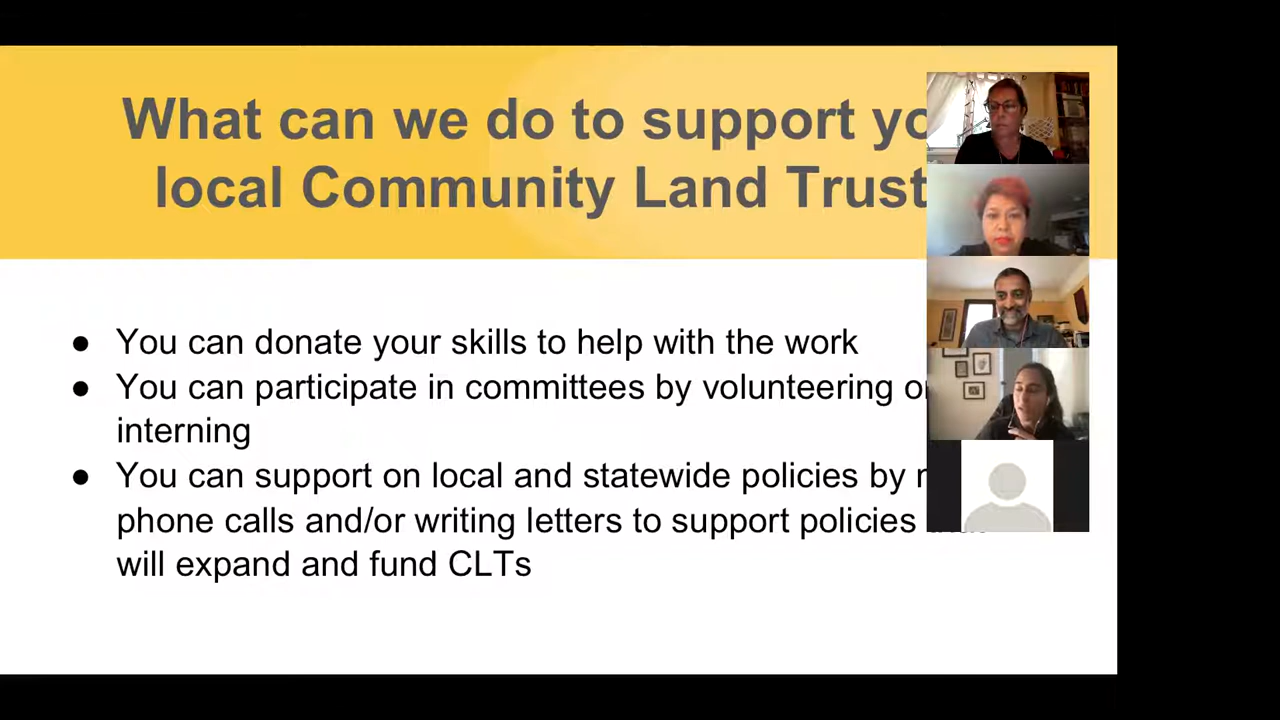 What can we do to support
local Community Land Trust
● You can donate your skills to help with the work
● You can participate in committees by volunteering or
interning
● You can support on local and statewide policies by
phone calls and/or writing letters to support policies
will expand and fund CLTs